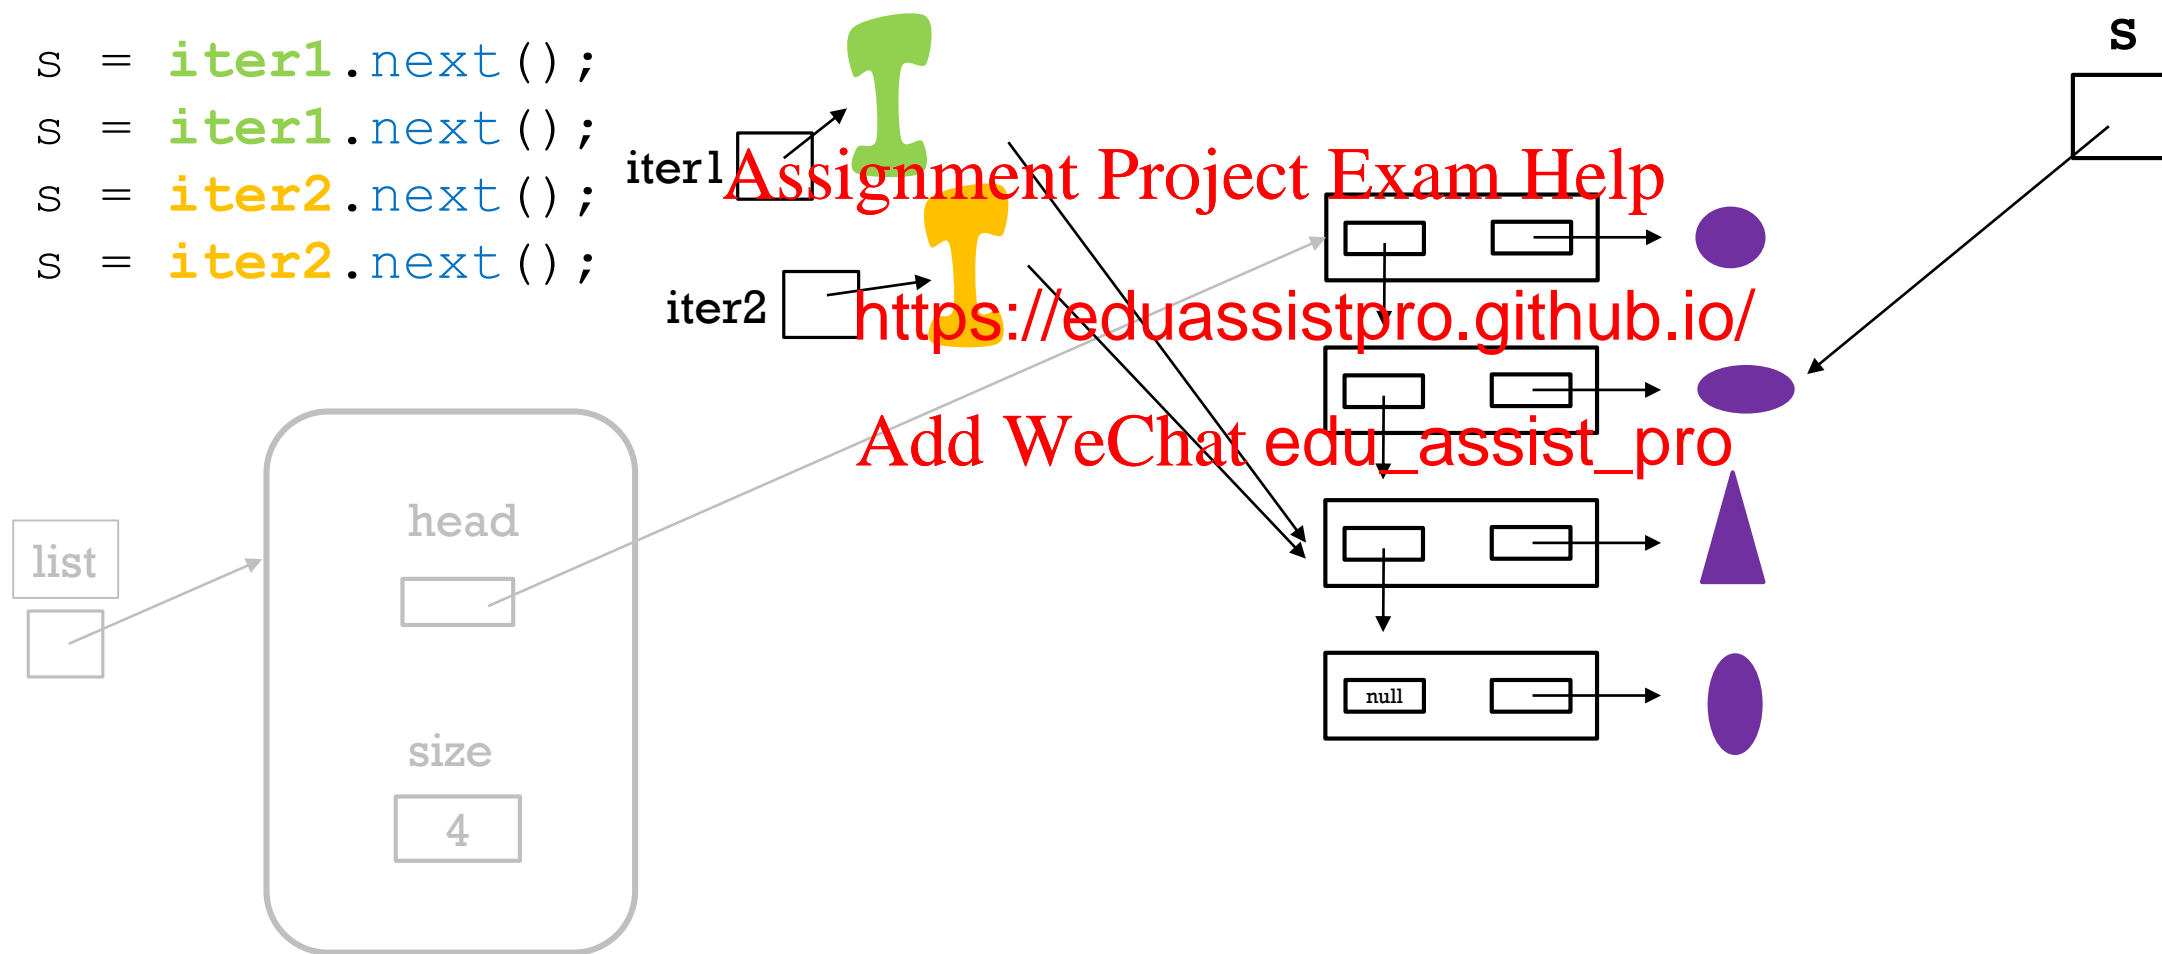 s = iter1.next();
s = iter1.next();
s = iter2.next();
s = iter2.next();
s
iter1
Assignment Project Exam Help
iter2
https://eduassistpro.github.io/
Add WeChat edu_assist_pro
list
head
size
4
null